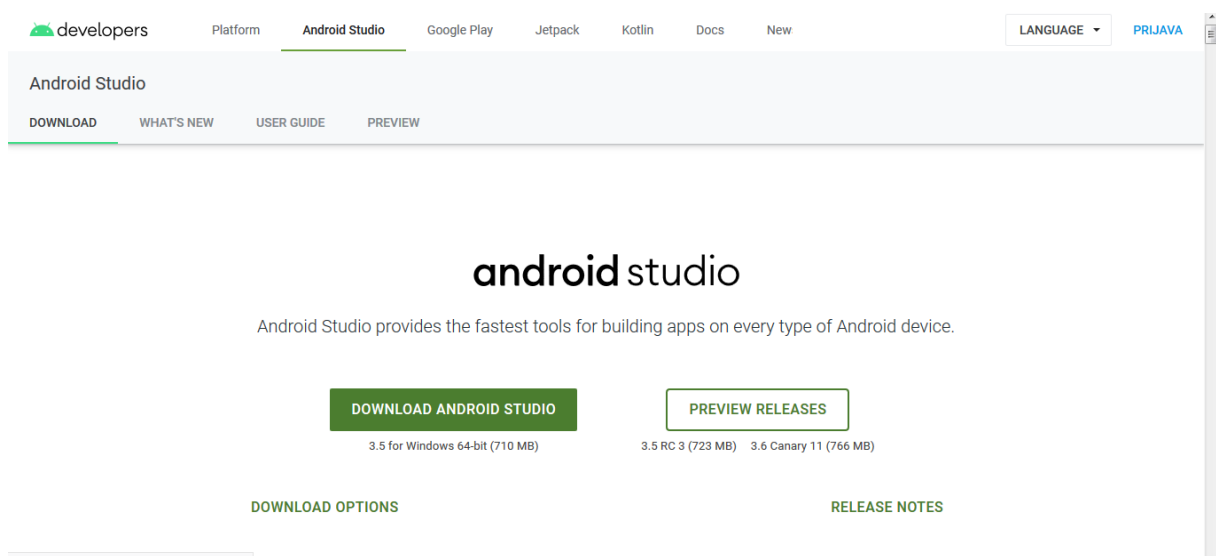 developers Platform Android Studio Google Play Jetpack Kotlin Docs New LANGUAGE PRIJAVA
Android Studio
DOWNLOAD WHAT'S NEW USER GUIDE PREVIEW
android studio
Android Studio provides the fastest tools for building apps on every type of Android device.
DOWNLOAD ANDROID STUDIO PREVIEW RELEASES
3.5 for Windows 64-bit (710 MB) 3.5 RC 3 (723 MB) 3.6 Canary 11 (766 MB)
DOWNLOAD OPTIONS RELEASE NOTES